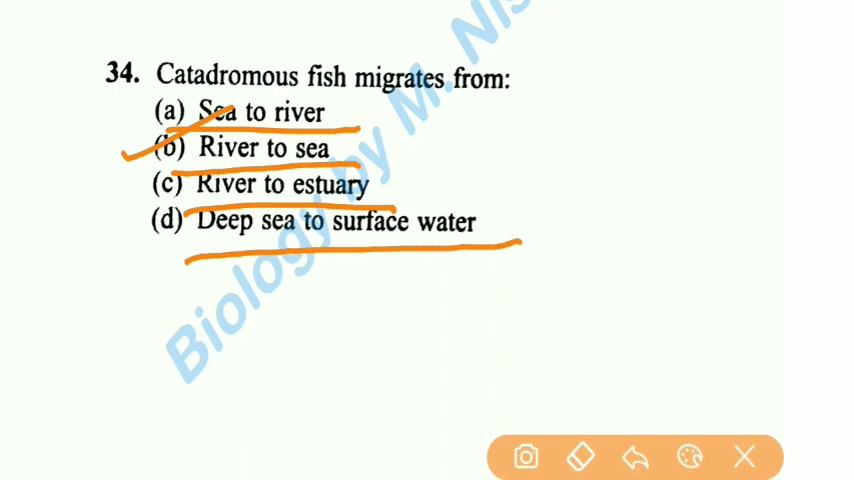 34. Catadromous fish migrates from:
(a) Sea to river
(b) River to sea
(c) River to estuary
(d) Deep sea to surface water
Biology by M. Nis